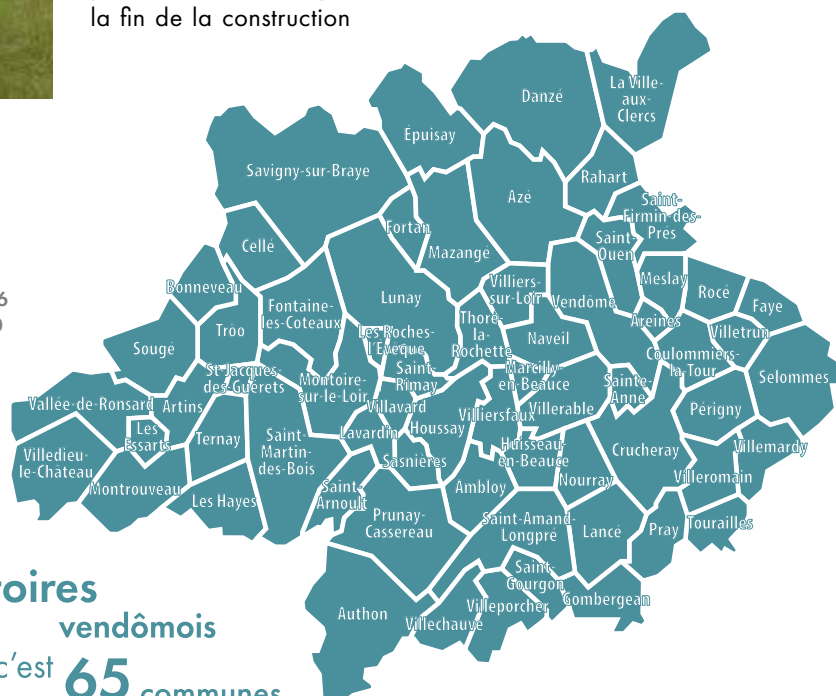 la fin de la construction
Danzé
La Ville-
aux-
Clercs
Épuisay
Savigny-sur-Braye
Rahart
Azé
Saint-
Firmin-des-
Prés
Fortan
Saint-
Ouen
Cellé
Mazangé
Meslay
Bonneveau
Villiers-
sur-Loir
Rocé
Lunay
Vendôme
Faye
Fontaine-
les-Coteaux
Areines
Thoré-
la-
Rochette
Trôo
Les Roches-
l'Evêque
Villetrun
Naveil
Sougé
Coulommiers-
la-Tour
Saint-
Rimay
St-Jacques-
des-Guérets
Marcilly-
en-Beauce
Selommes
Montoire-
sur-le-Loir
Sainte-
Anne
Vallée-de-Ronsard
Artins
Villavard
Villiersfaux
Villerable
Périgny
Les
Essarts
Houssay
Lavardin
Ternay
Saint-
Martin-
des-Bois
Huisseau-
en-Beauce
Crucheray
Villemardy
Villedieu-
le-Château
Sasnières
Villeromain
Nourray
Montrouveau
Ambloy
Les Hayes
Saint-
Arnoult
Prunay-
Cassereau
Saint-Amand-
Longpré
Lancé
Pray
Tourailles
Saint-
Gourgon
Gombergean
Villeporcher
Authon
Villechauve
roires
vendômois
c'est 65 communes